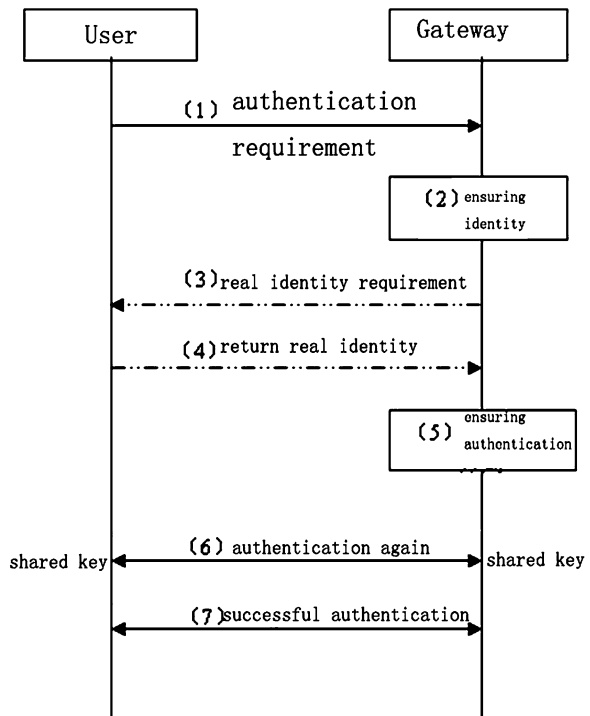 User
Gateway
(1) authentication
requirement
(2) ensuring
identity
(3) real identity requirement
(4) return real identity
(5) ensuring
authontication
shared key
(6) authentication again
shared key
(7) successful authentication